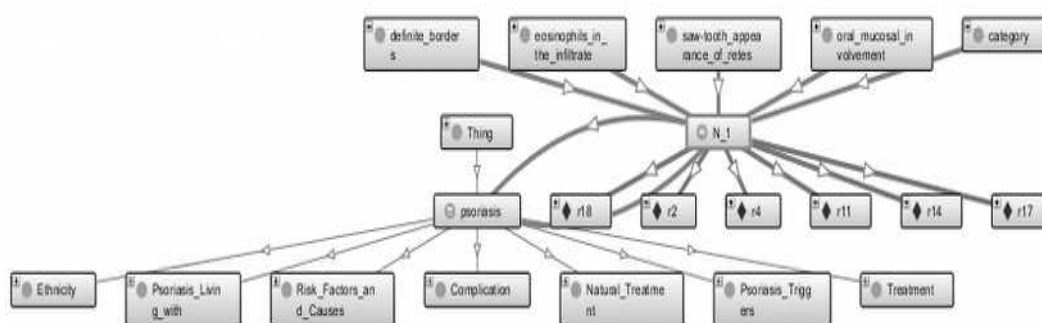 definite_border
s
eosinophils_in_
the_infiltrate
saw-tooth_appea
rance_of_retes
oral_mucosal_in
volvement
category
Thing
N_1
psoriasis
r18
r2
r4
r11
r14
r17
Ethnicity
Psoriasis_Livin
g_with
Risk_Factors_an
d_Causes
Complication
Natural_Treatme
nt
Psoriasis_Trigg
ers
Treatment